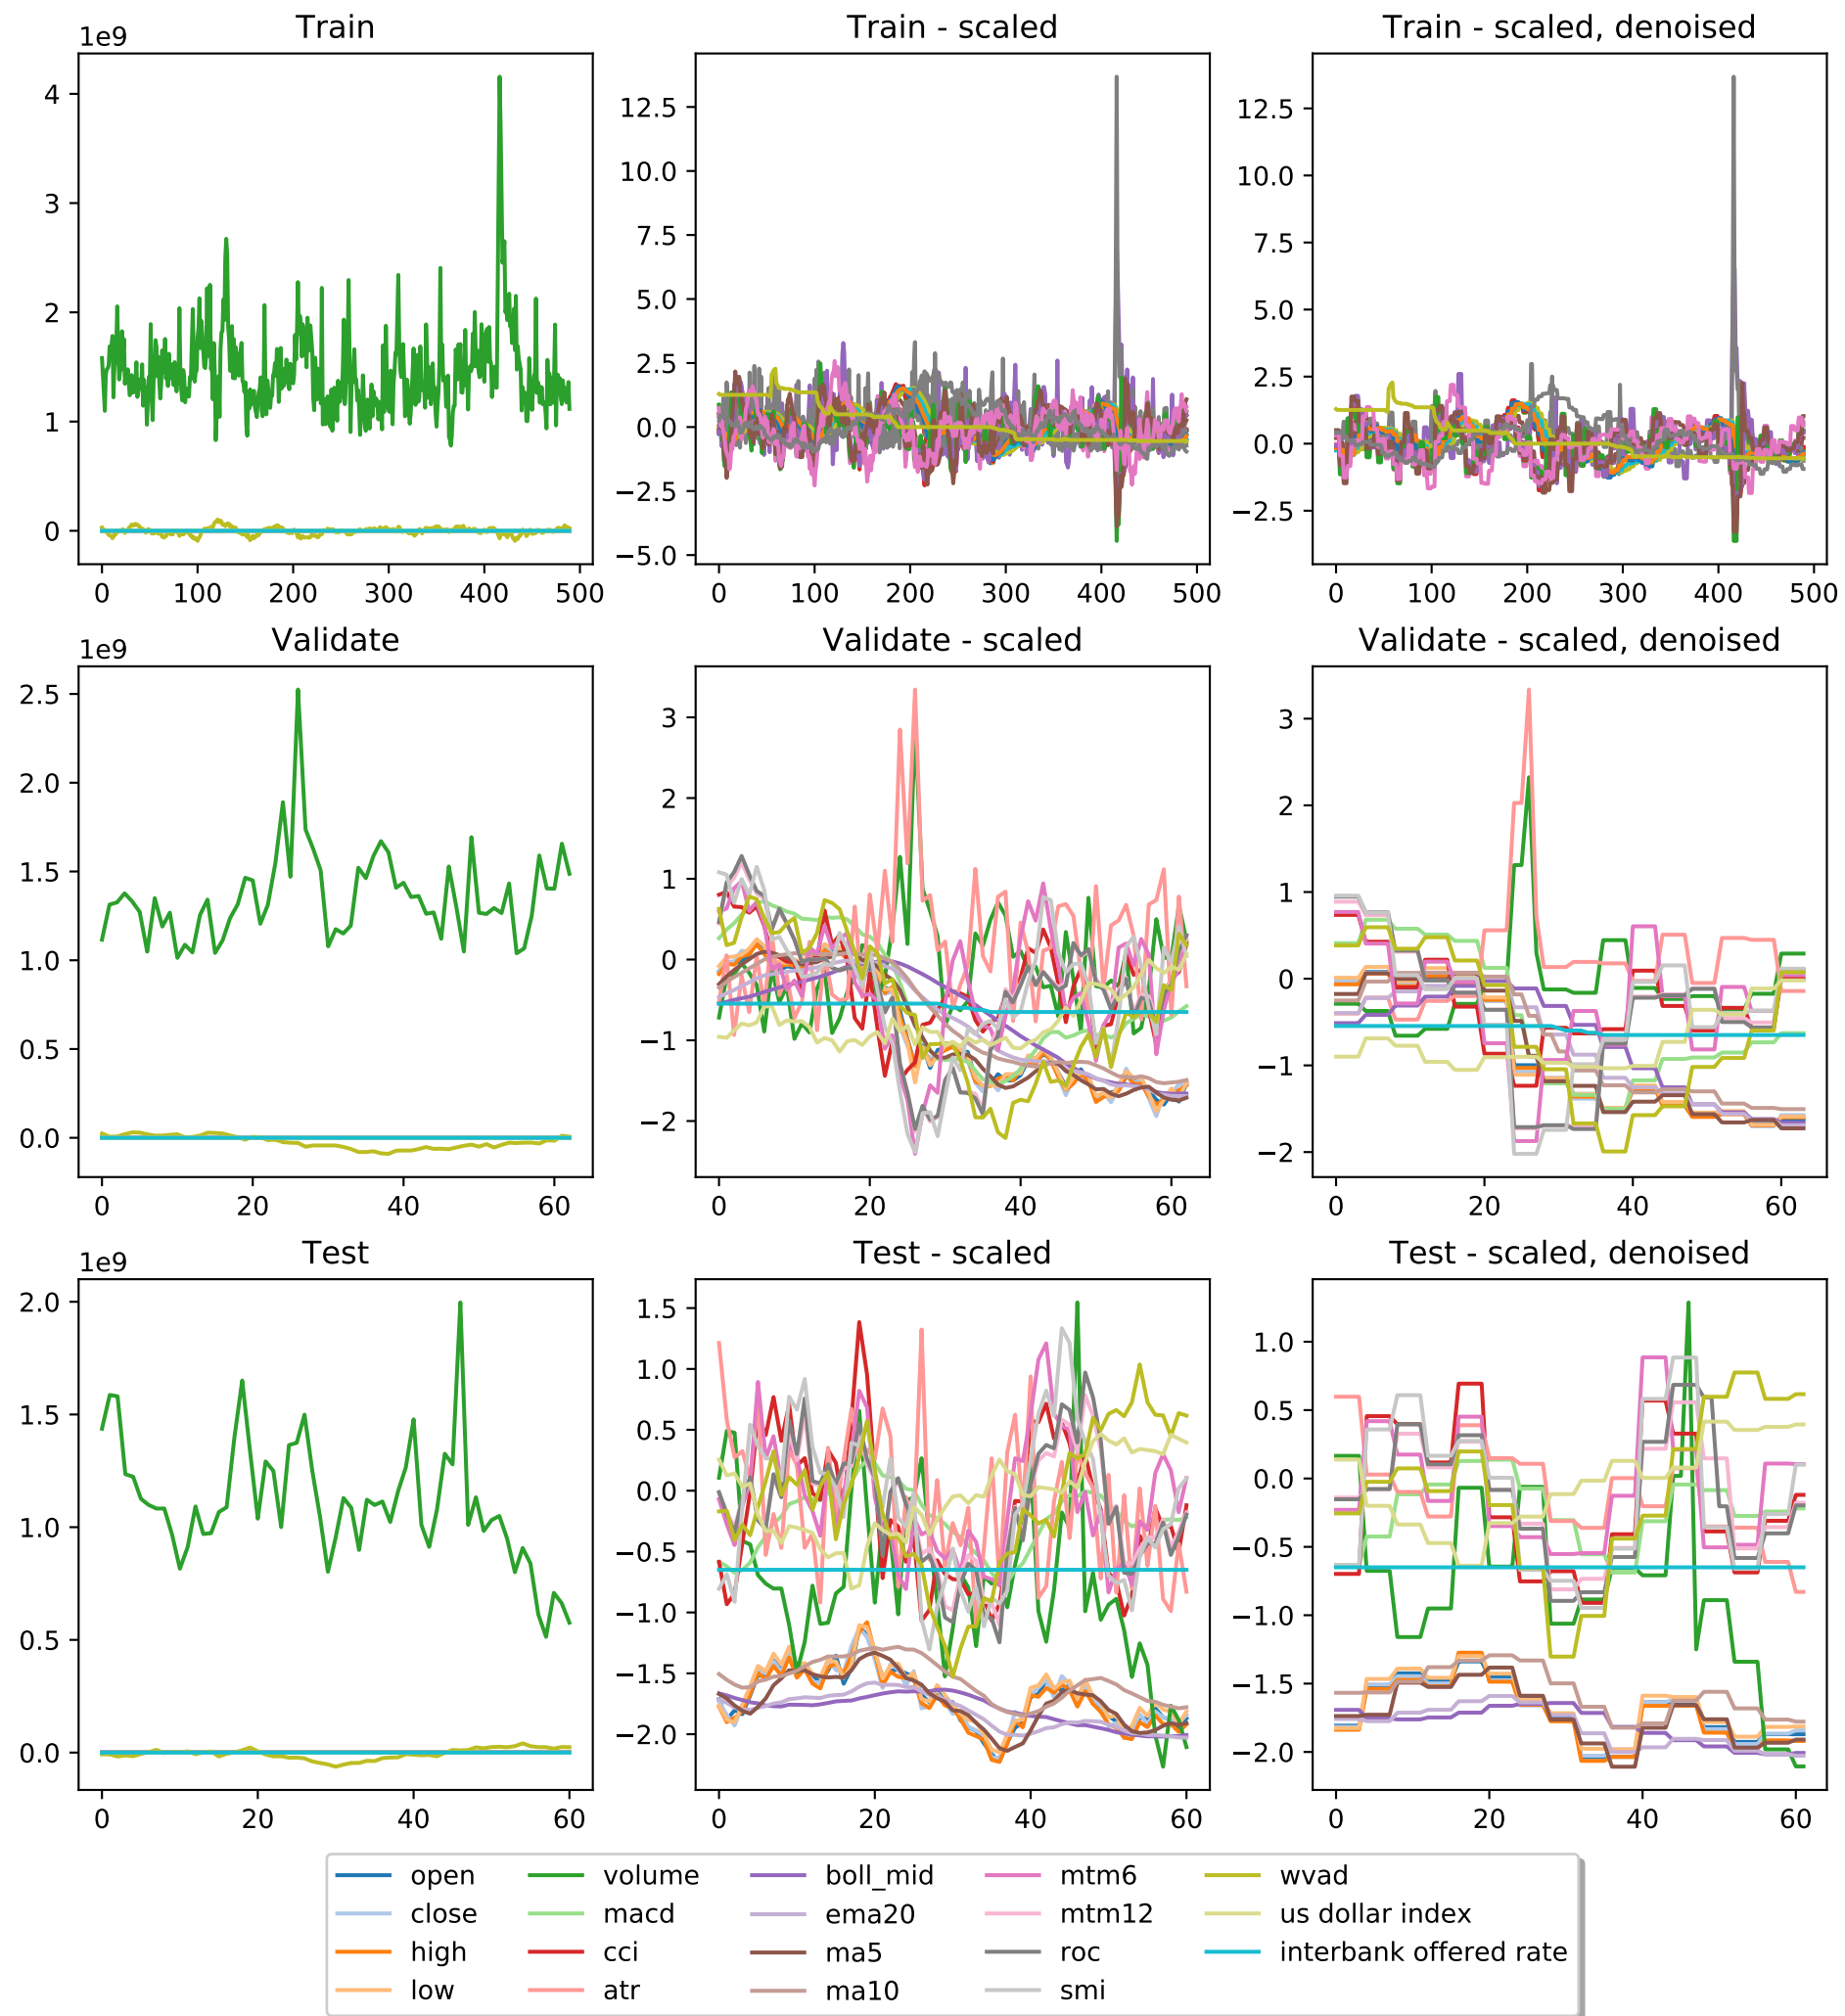 Train
Train - scaled
Train - scaled, denoised
1e9
4
3
2
1
0
0 100 200 300 400 500
12.5
10.0
7.5
5.0
2.5
0.0
−2.5
−5.0
0 100 200 300 400 500
12.5
10.0
7.5
5.0
2.5
0.0
−2.5
0 100 200 300 400 500
Validate
Validate - scaled
Validate - scaled, denoised
1e9
2.5
2.0
1.5
1.0
0.5
0.0
0 20 40 60
3
2
1
0
−1
−2
0 20 40 60
3
2
1
0
−1
−2
0 20 40 60
Test
Test - scaled
Test - scaled, denoised
1e9
2.0
1.5
1.0
0.5
0.0
0 20 40 60
1.5
1.0
0.5
0.0
−0.5
−1.0
−1.5
−2.0
0 20 40 60
1.0
0.5
0.0
−0.5
−1.0
−1.5
−2.0
0 20 40 60
open
close
high
low
volume
macd
cci
atr
boll_mid
ema20
ma5
ma10
mtm6
mtm12
roc
smi
wvad
us dollar index
interbank offered rate